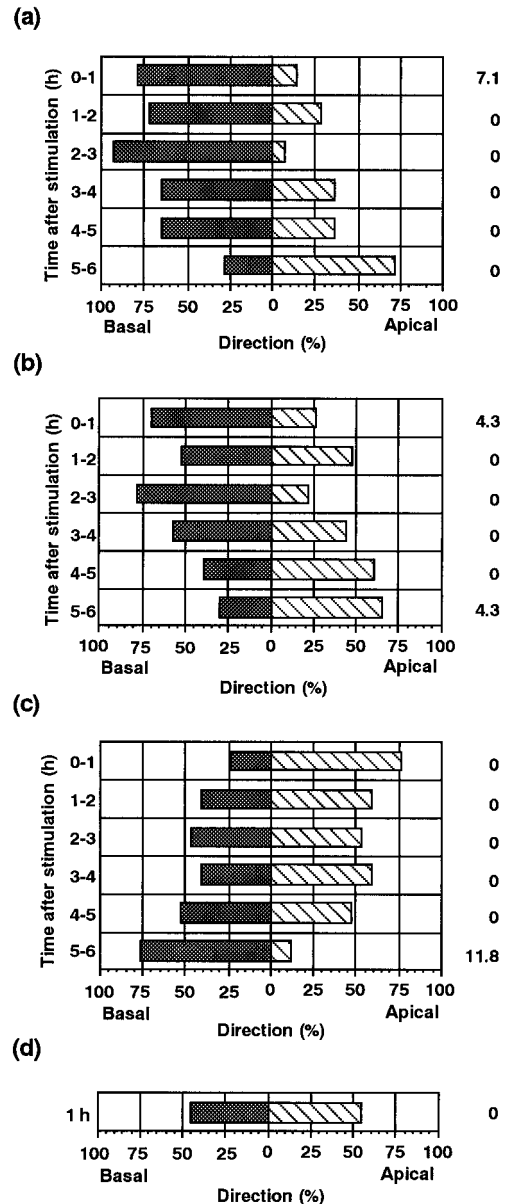 (a)
Time after stimulation (h)
0-1 7.1
1-2 0
2-3 0
3-4 0
4-5 0
5-6 0
100 75 50 25 0 25 50 75 100
Basal Apical
Direction (%)
(b)
Time after stimulation (h)
0-1 4.3
1-2 0
2-3 0
3-4 0
4-5 0
5-6 4.3
100 75 50 25 0 25 50 75 100
Basal Apical
Direction (%)
(c)
Time after stimulation (h)
0-1 0
1-2 0
2-3 0
3-4 0
4-5 0
5-6 11.8
100 75 50 25 0 25 50 75 100
Basal Apical
Direction (%)
(d)
1 h 0
100 75 50 25 0 25 50 75 100
Basal Apical
Direction (%)